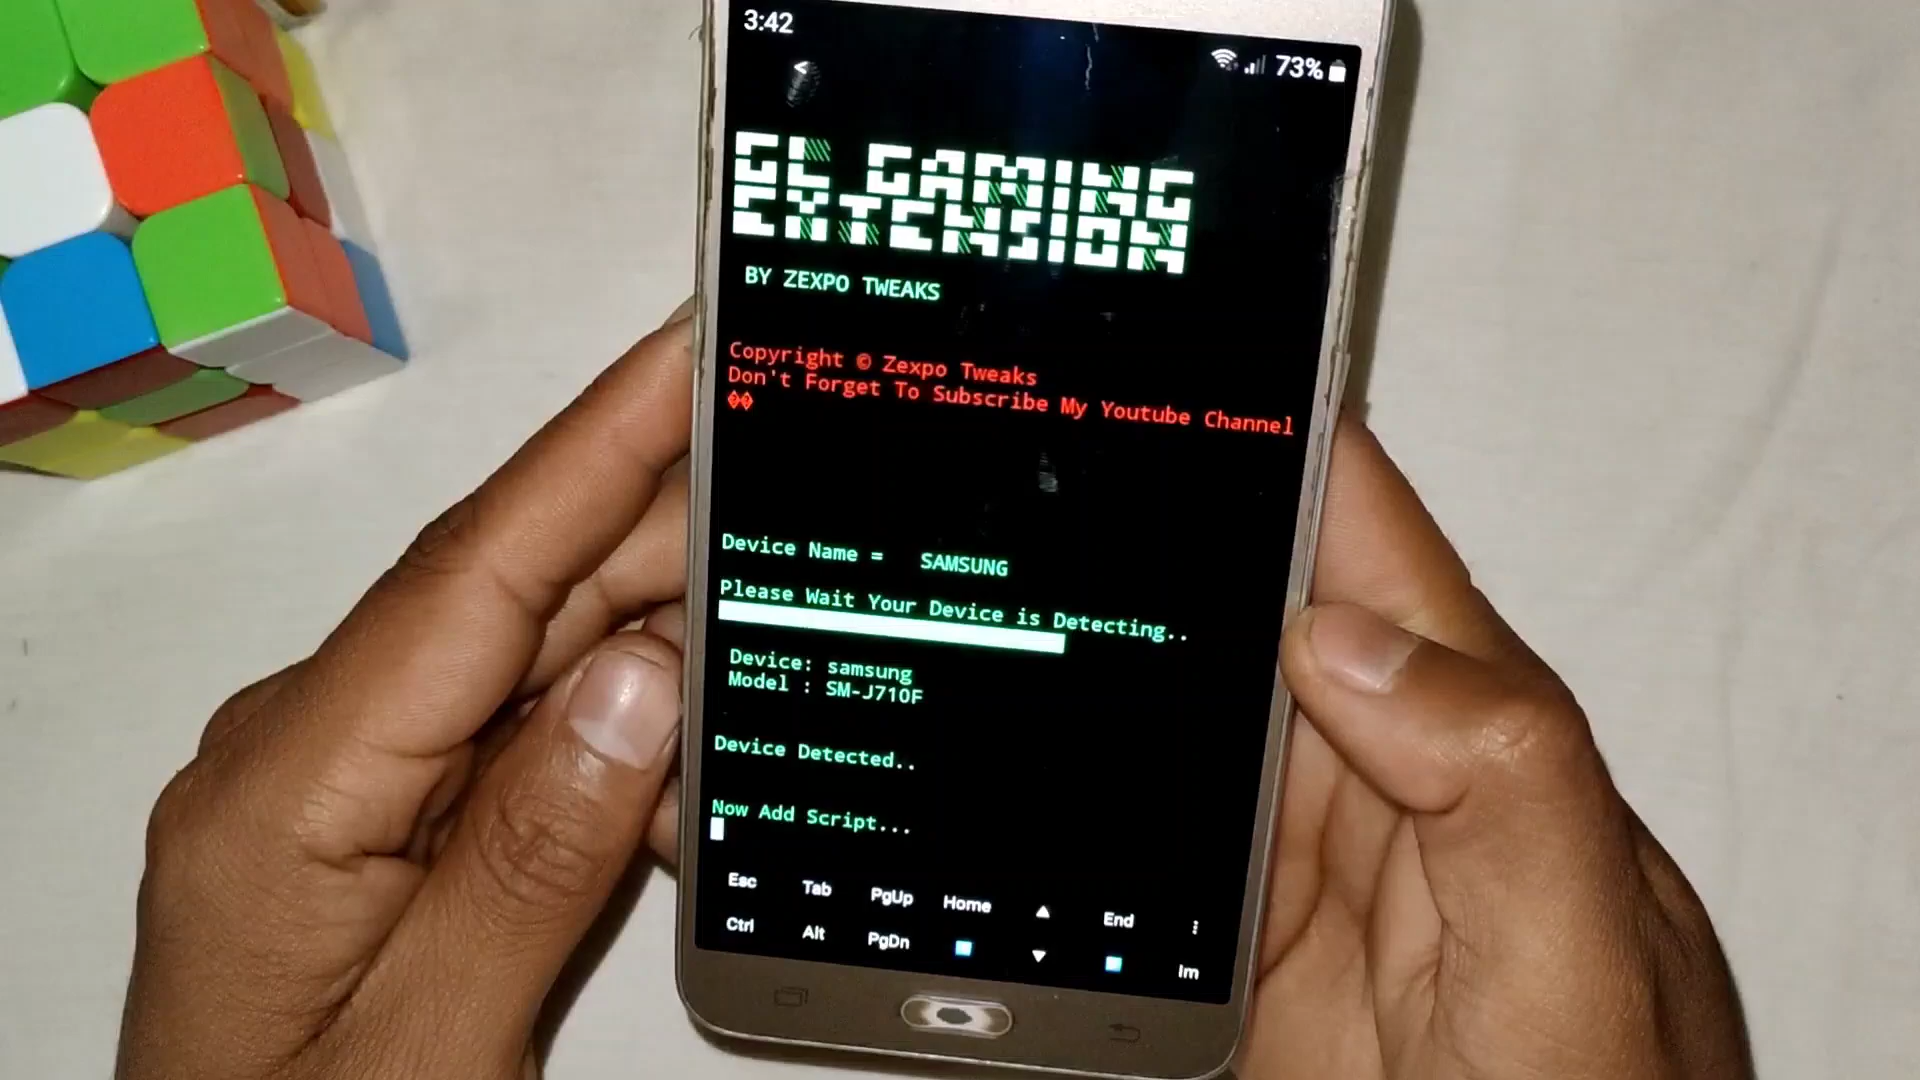 3:42
73%
<
GL GAMING
EXTENSION
BY ZEXPO TWEAKS
Copyright © Zexpo Tweaks
Don't Forget To Subscribe My Youtube Channel
��
Device Name = SAMSUNG
Please Wait Your Device is Detecting..
Device: samsung
Model : SM-J710F
Device Detected..
Now Add Script...
Esc Tab PgUp Home ▲ End ⋮
Ctrl Alt PgDn ▼ Im